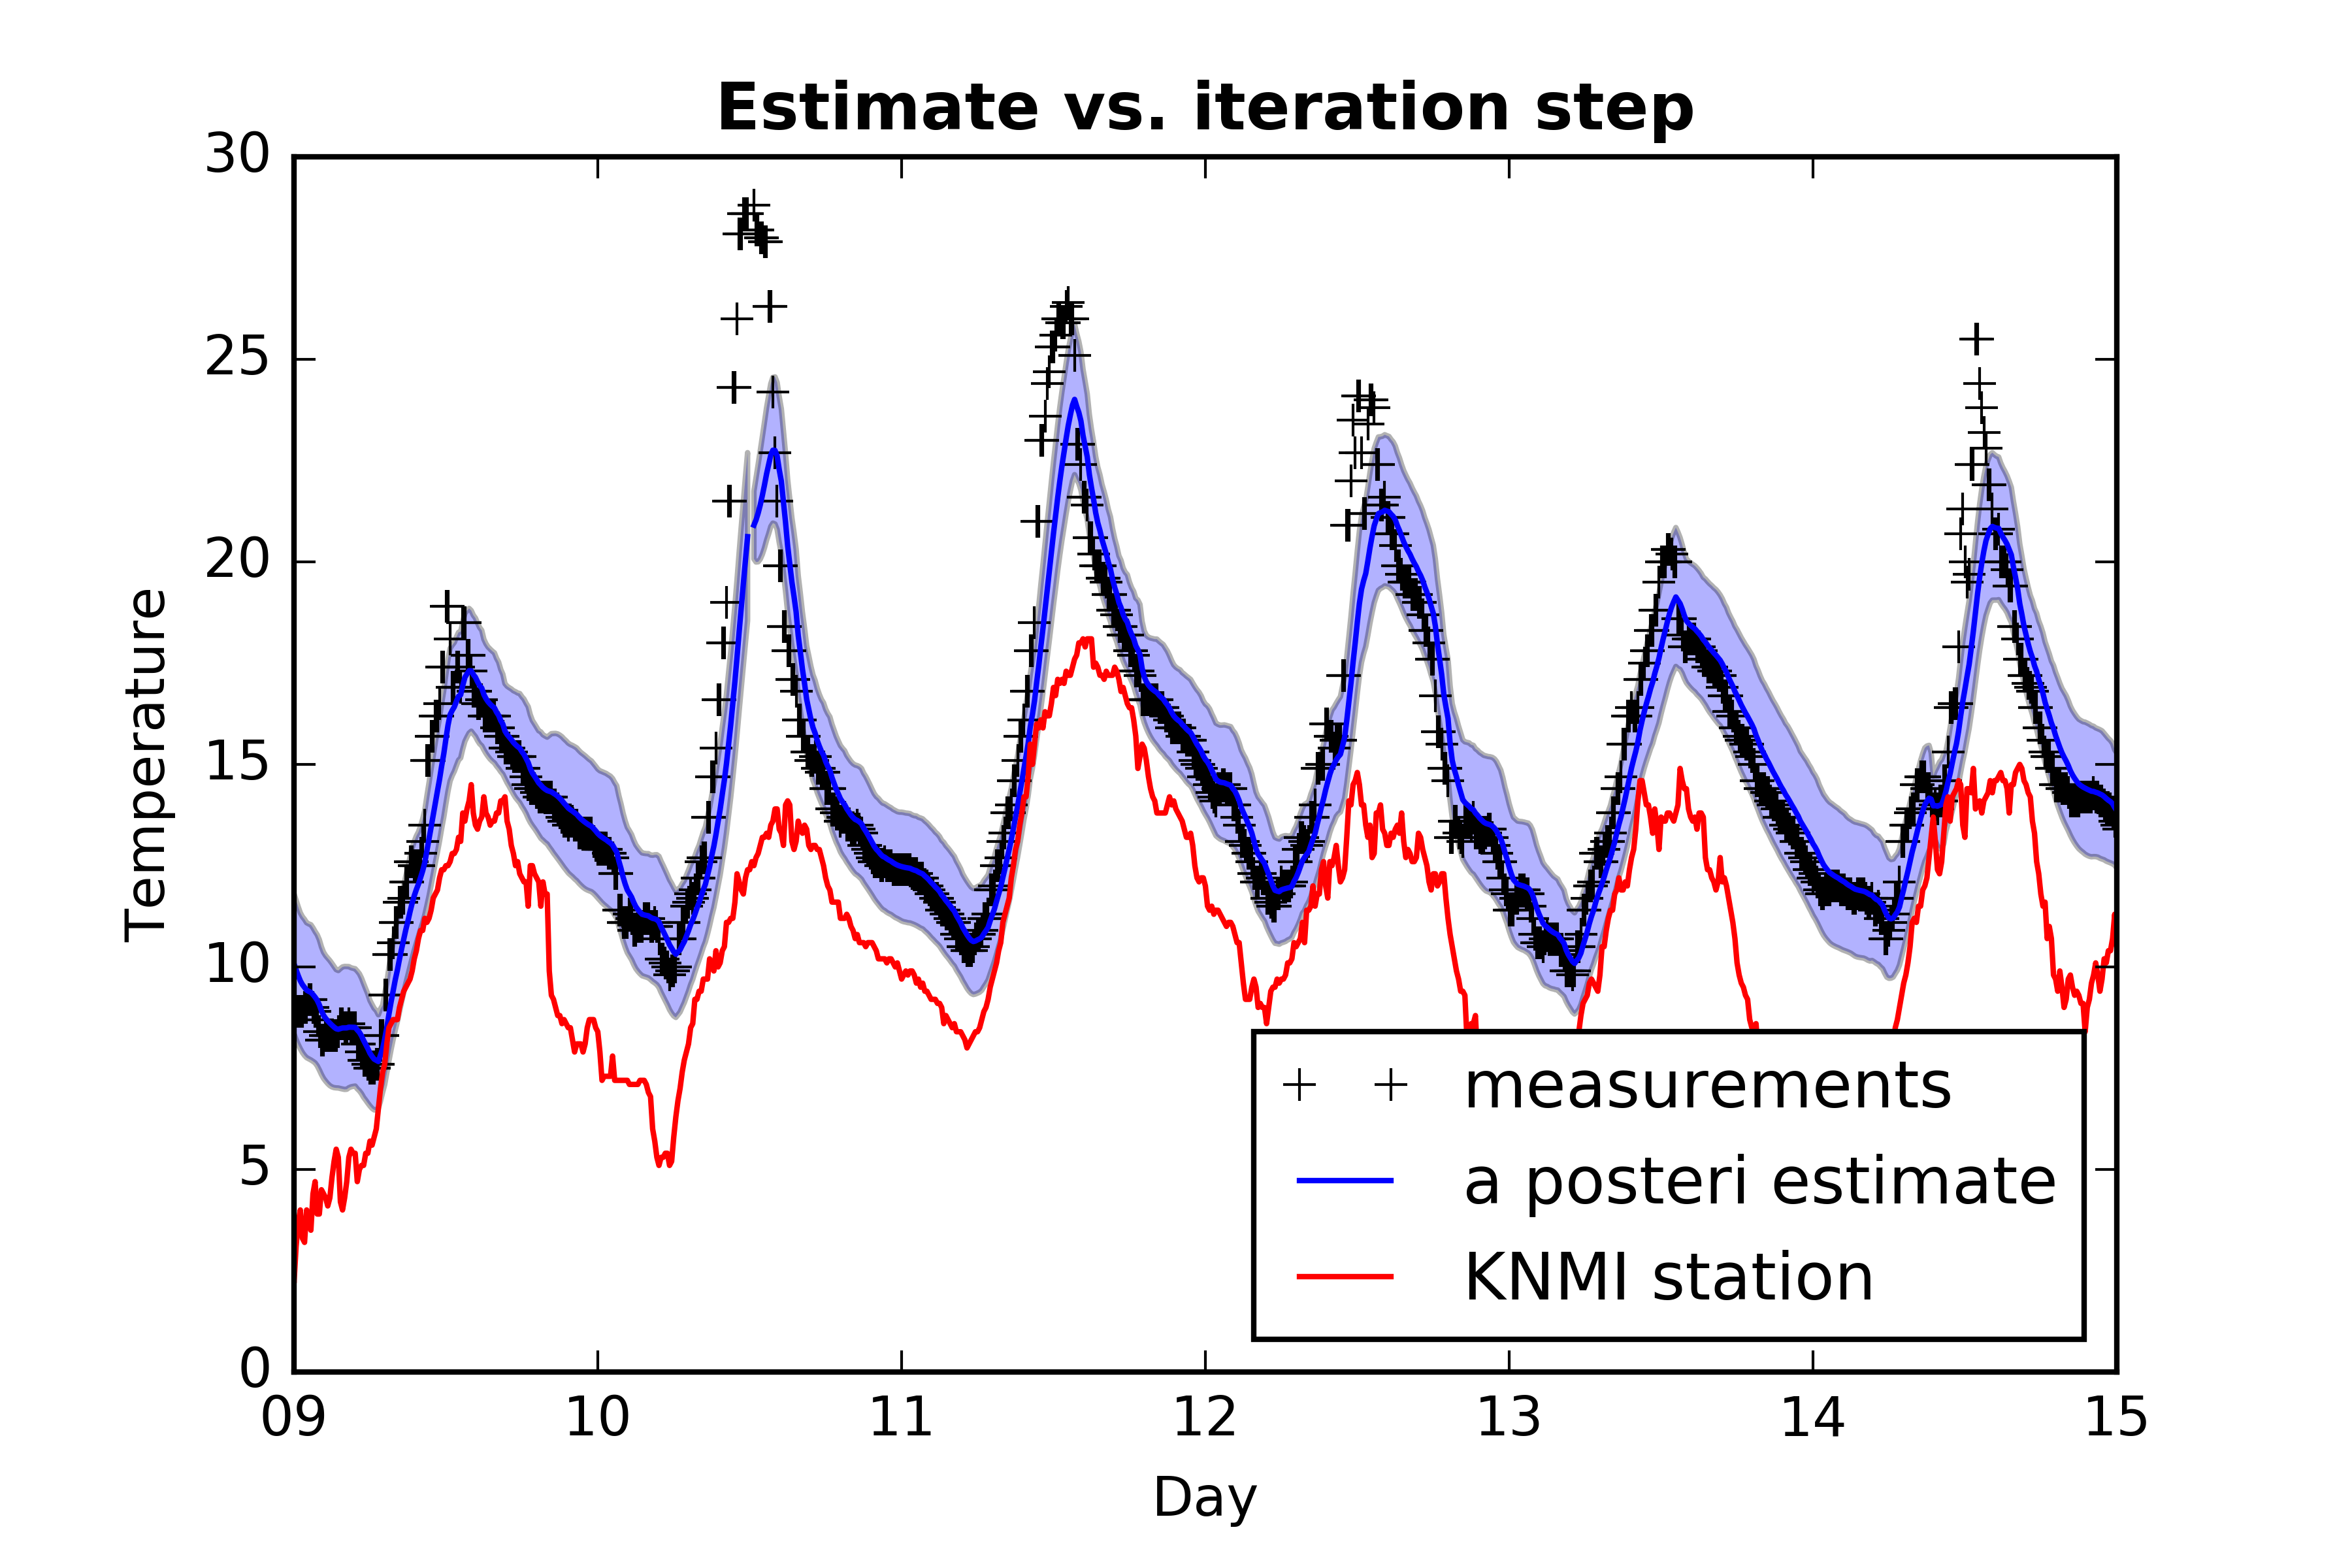 Estimate vs. iteration step
30
25
20
15
10
5
0
Temperature
09 10 11 12 13 14 15
Day
measurements
a posteri estimate
KNMI station